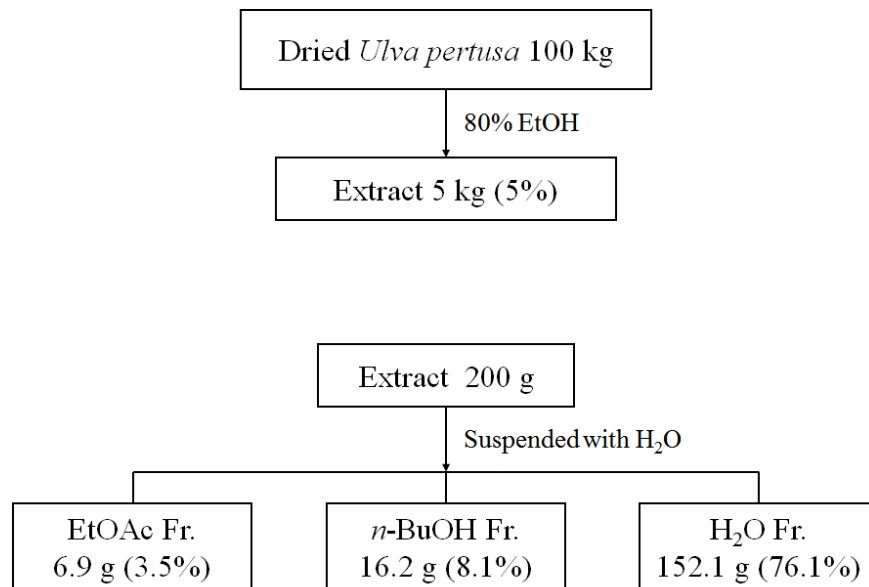 Dried Ulva pertusa 100 kg
80% EtOH
Extract 5 kg (5%)
Extract 200 g
Suspended with H₂O
EtOAc Fr.
6.9 g (3.5%)
n-BuOH Fr.
16.2 g (8.1%)
H₂O Fr.
152.1 g (76.1%)